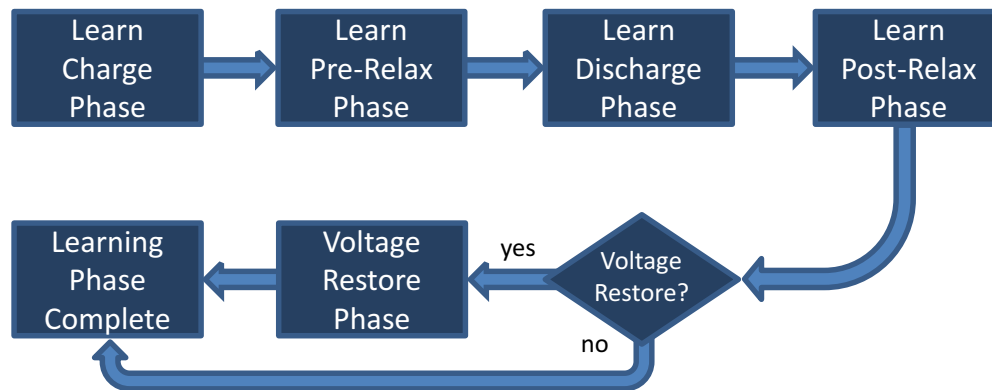 Learn
Charge
Phase
Learn
Pre-Relax
Phase
Learn
Discharge
Phase
Learn
Post-Relax
Phase
Voltage
Restore?
yes
no
Voltage
Restore
Phase
Learning
Phase
Complete